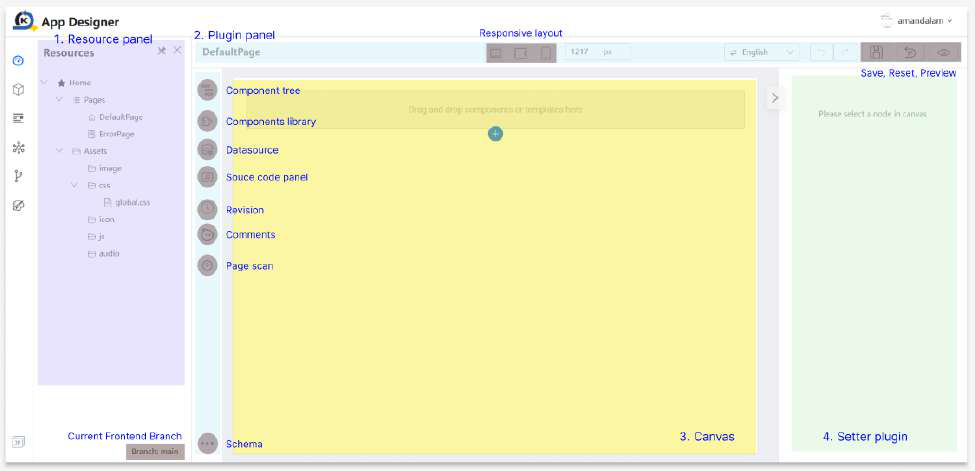 App Designer
amandalam
1. Resource panel
2. Plugin panel
Responsive layout
Resources
DefaultPage
1217 px
English
Save, Reset, Preview
Home
Pages
DefaultPage
ErrorPage
Assets
image
css
global.css
icon
js
audio
Component tree
Components library
Datasource
Souce code panel
Revision
Comments
Page scan
Schema
Drag and drop components or templates here
Please select a node in canvas
3. Canvas
4. Setter plugin
Current Frontend Branch
Branch: main